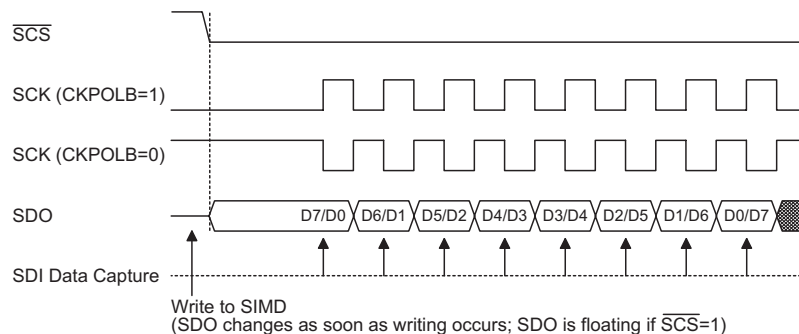 SCS
SCK (CKPOLB=1)
SCK (CKPOLB=0)
SDO D7/D0 D6/D1 D5/D2 D4/D3 D3/D4 D2/D5 D1/D6 D0/D7
SDI Data Capture
Write to SIMD
(SDO changes as soon as writing occurs; SDO is floating if SCS=1)